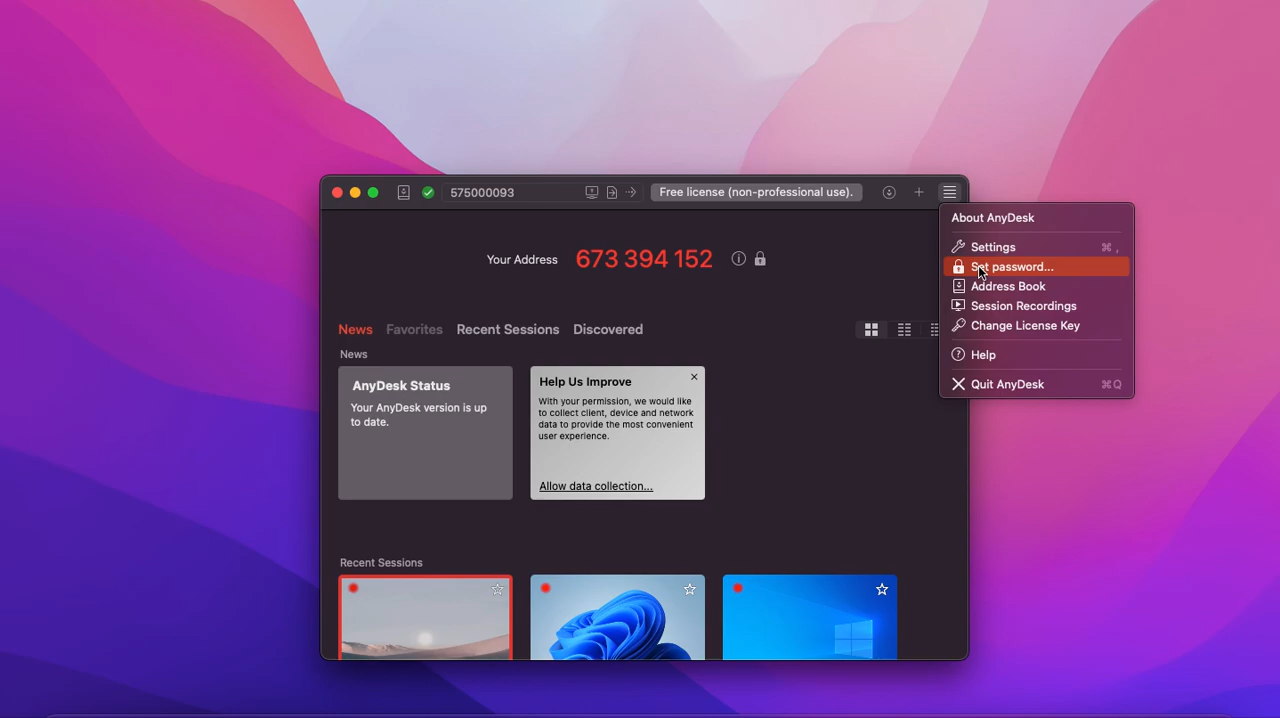 575000093
Free license (non-professional use).
About AnyDesk
Settings ⌘ ,
Set password...
Address Book
Session Recordings
Change License Key
Help
Quit AnyDesk ⌘Q
Your Address 673 394 152
News Favorites Recent Sessions Discovered
News
AnyDesk Status
Your AnyDesk version is up
to date.
Help Us Improve
With your permission, we would like
to collect client, device and network
data to provide the most convenient
user experience.
Allow data collection...
Recent Sessions